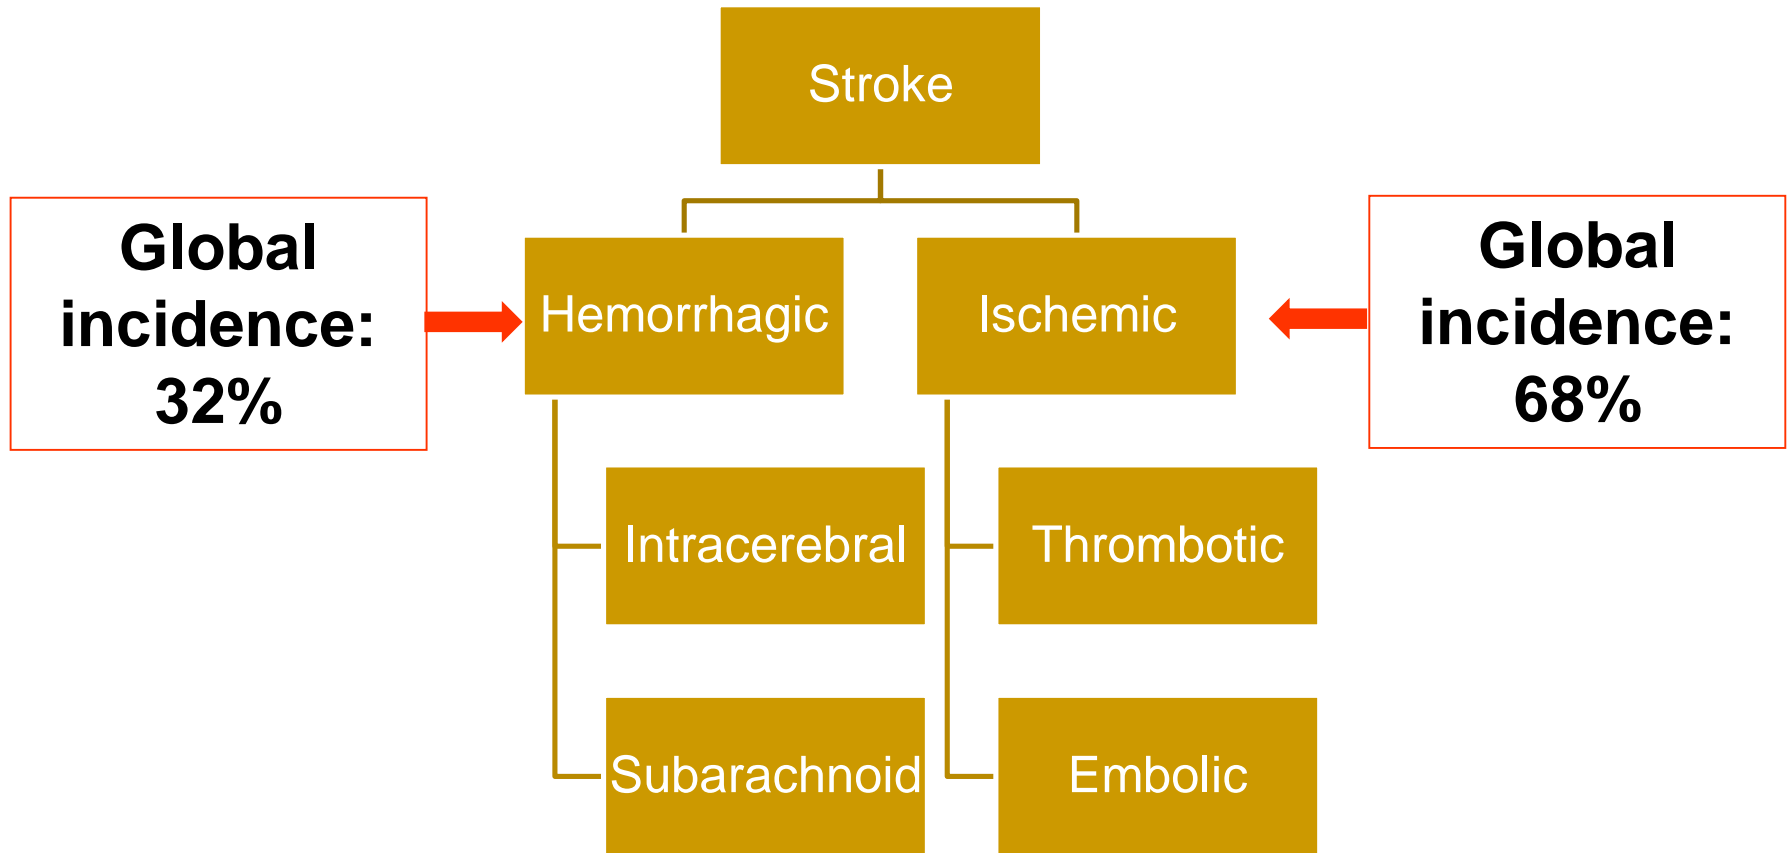 Stroke
Global
incidence:
32%
Hemorrhagic
Ischemic
Global
incidence:
68%
Intracerebral
Thrombotic
Subarachnoid
Embolic